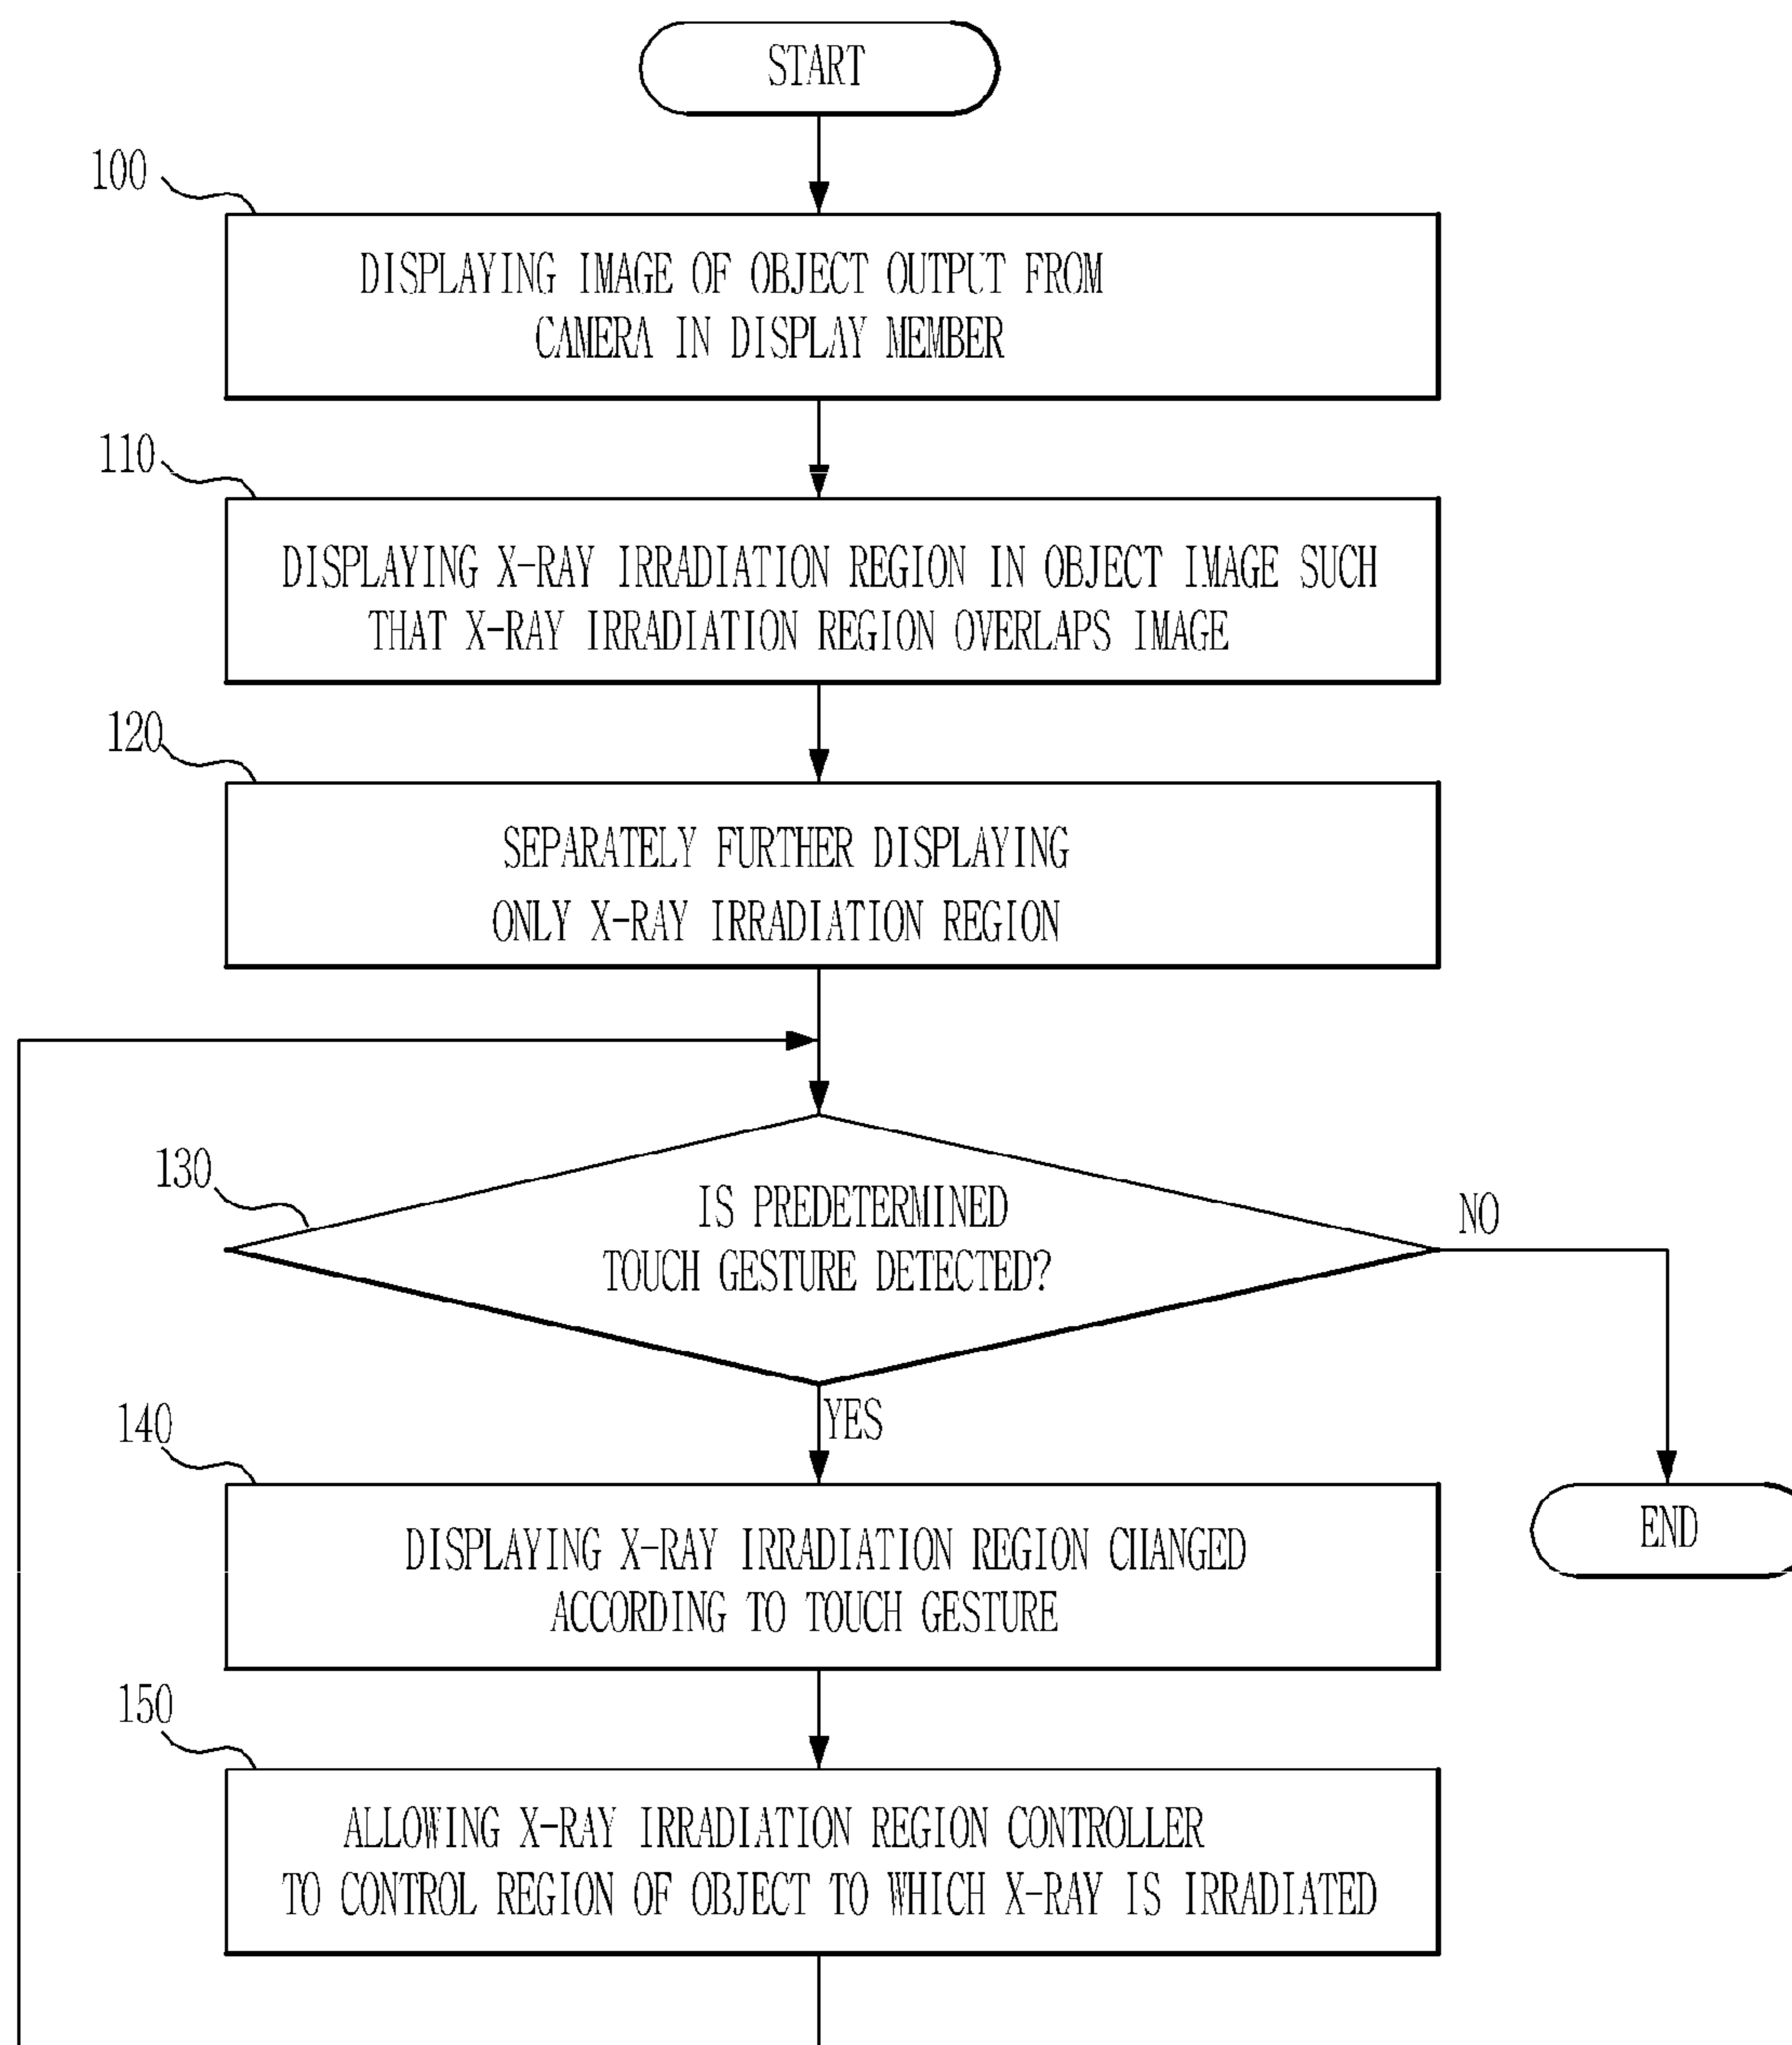 START
100
DISPLAYING IMAGE OF OBJECT OUTPUT FROM
CAMERA IN DISPLAY MEMBER
110
DISPLAYING X-RAY IRRADIATION REGION IN OBJECT IMAGE SUCH
THAT X-RAY IRRADIATION REGION OVERLAPS IMAGE
120
SEPARATELY FURTHER DISPLAYING
ONLY X-RAY IRRADIATION REGION
130
IS PREDETERMINED
TOUCH GESTURE DETECTED?
NO
YES
140
DISPLAYING X-RAY IRRADIATION REGION CHANGED
ACCORDING TO TOUCH GESTURE
END
150
ALLOWING X-RAY IRRADIATION REGION CONTROLLER
TO CONTROL REGION OF OBJECT TO WHICH X-RAY IS IRRADIATED